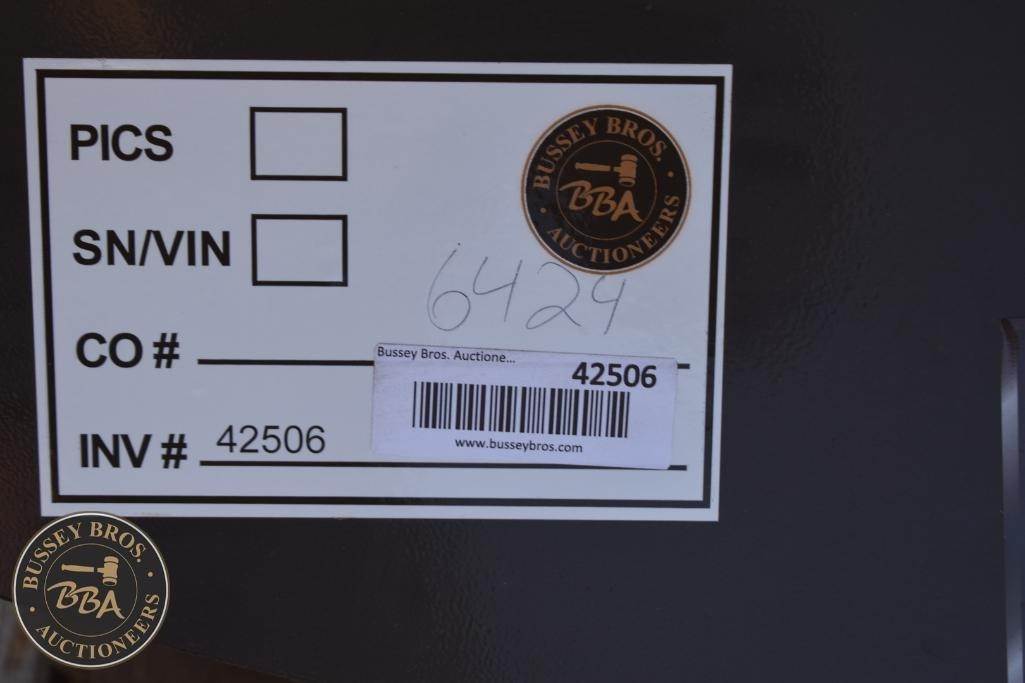 PICS
BUSSEY BROS.
BBA
AUCTIONEERS
SN/VIN
6424
CO #
Bussey Bros. Auctione...
42506
INV # 42506
www.busseybros.com
BUSSEY BROS.
BBA
AUCTIONEERS